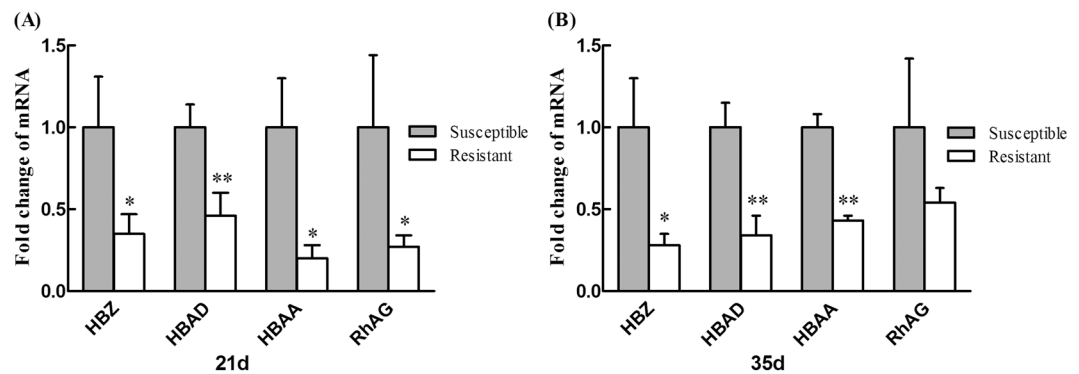 (A)
Fold change of mRNA
1.5
1.0
0.5
0.0
*
**
*
*
HBZ
HBAD
HBAA
RhAG
21d
Susceptible
Resistant
(B)
Fold change of mRNA
1.5
1.0
0.5
0.0
*
**
**
HBZ
HBAD
HBAA
RhAG
35d
Susceptible
Resistant